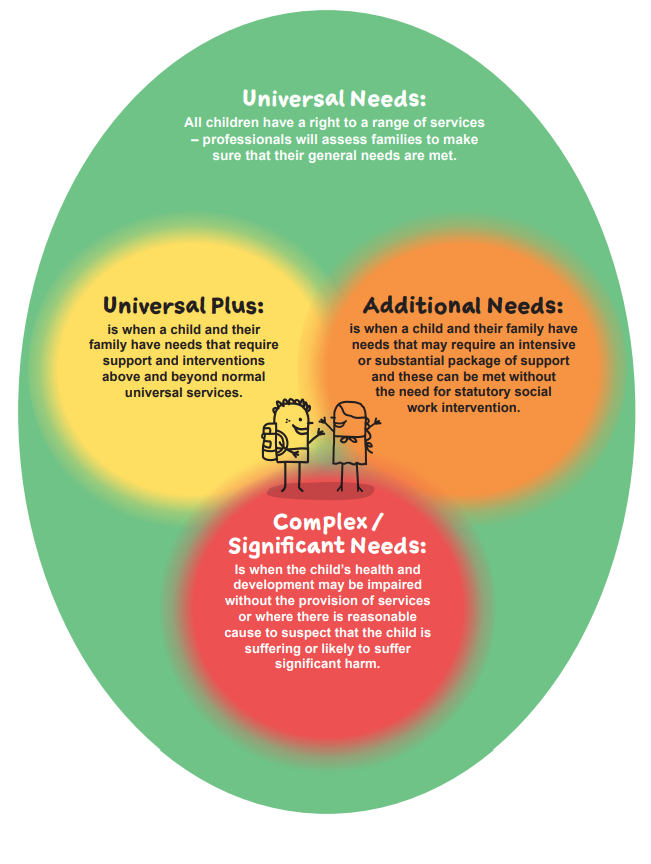 Universal Needs:
All children have a right to a range of services
– professionals will assess families to make
sure that their general needs are met.
Universal Plus:
is when a child and their
family have needs that require
support and interventions
above and beyond normal
universal services.
Additional Needs:
is when a child and their family have
needs that may require an intensive
or substantial package of support
and these can be met without
the need for statutory social
work intervention.
Complex /
Significant Needs:
Is when the child's health and
development may be impaired
without the provision of services
or where there is reasonable
cause to suspect that the child is
suffering or likely to suffer
significant harm.